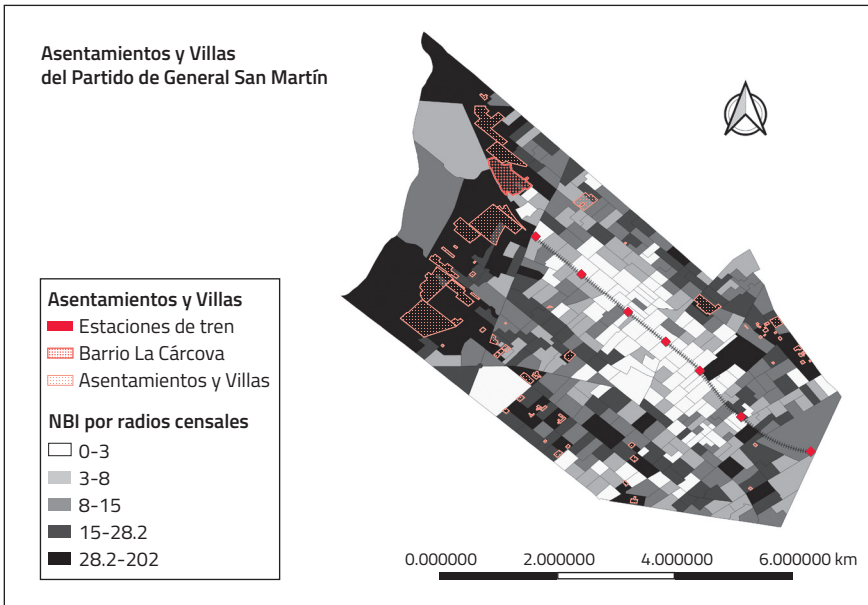 Asentamientos y Villas
del Partido de General San Martín
Asentamientos y Villas
Estaciones de tren
Barrio La Cárcova
Asentamientos y Villas
NBI por radios censales
0-3
3-8
8-15
15-28.2
28.2-202
0.000000 2.000000 4.000000 6.000000 km